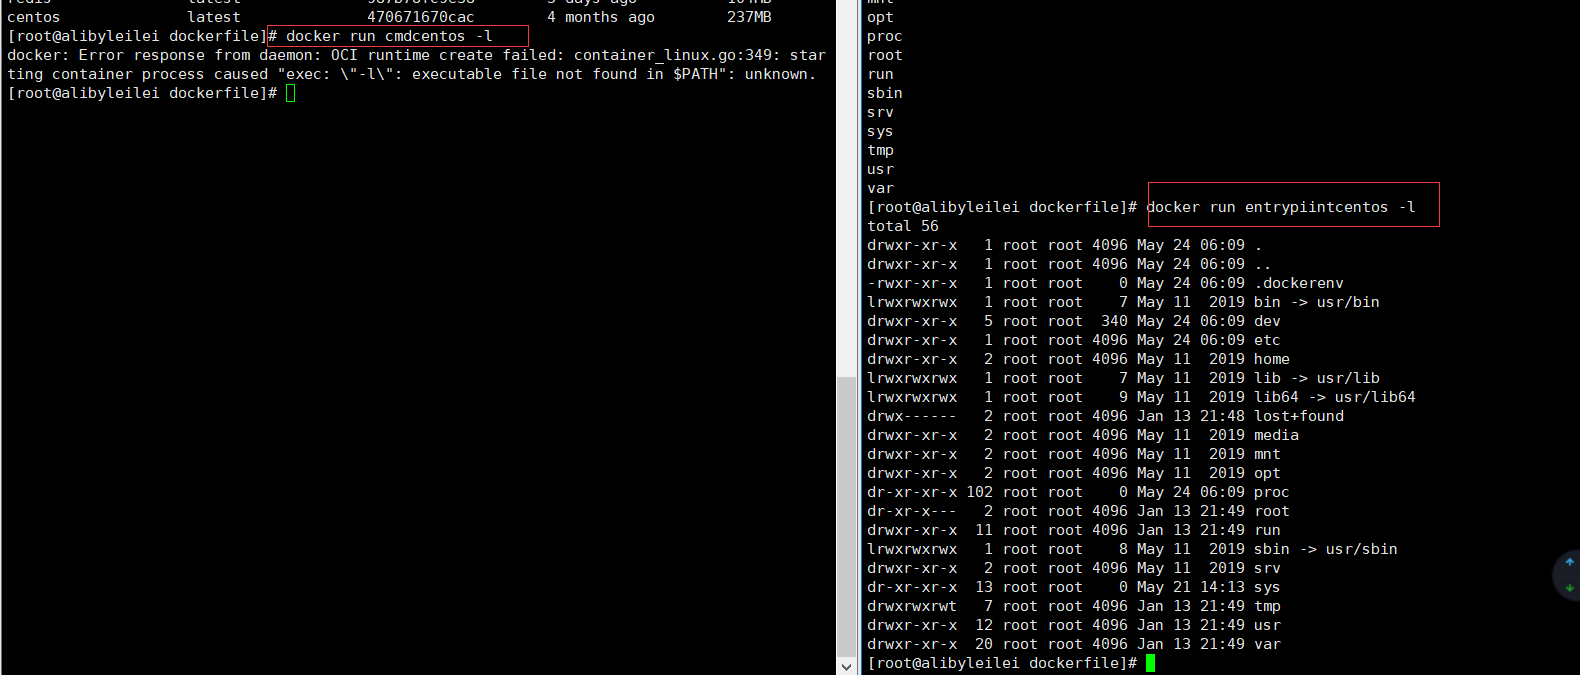 centos latest 470671670cac 4 months ago 237MB
[root@alibyleilei dockerfile]# docker run cmdcentos -l
docker: Error response from daemon: OCI runtime create failed: container_linux.go:349: star
ting container process caused "exec: \"-l\": executable file not found in $PATH": unknown.
[root@alibyleilei dockerfile]#
opt
proc
root
run
sbin
srv
sys
tmp
usr
var
[root@alibyleilei dockerfile]# docker run entrypiintcentos -l
total 56
drwxr-xr-x 1 root root 4096 May 24 06:09 .
drwxr-xr-x 1 root root 4096 May 24 06:09 ..
-rwxr-xr-x 1 root root 0 May 24 06:09 .dockerenv
lrwxrwxrwx 1 root root 7 May 11 2019 bin -> usr/bin
drwxr-xr-x 5 root root 340 May 24 06:09 dev
drwxr-xr-x 1 root root 4096 May 24 06:09 etc
drwxr-xr-x 2 root root 4096 May 11 2019 home
lrwxrwxrwx 1 root root 7 May 11 2019 lib -> usr/lib
lrwxrwxrwx 1 root root 9 May 11 2019 lib64 -> usr/lib64
drwx------ 2 root root 4096 Jan 13 21:48 lost+found
drwxr-xr-x 2 root root 4096 May 11 2019 media
drwxr-xr-x 2 root root 4096 May 11 2019 mnt
drwxr-xr-x 2 root root 4096 May 11 2019 opt
dr-xr-xr-x 102 root root 0 May 24 06:09 proc
dr-xr-x--- 2 root root 4096 Jan 13 21:49 root
drwxr-xr-x 11 root root 4096 Jan 13 21:49 run
lrwxrwxrwx 1 root root 8 May 11 2019 sbin -> usr/sbin
drwxr-xr-x 2 root root 4096 May 11 2019 srv
dr-xr-xr-x 13 root root 0 May 21 14:13 sys
drwxrwxrwt 7 root root 4096 Jan 13 21:49 tmp
drwxr-xr-x 12 root root 4096 Jan 13 21:49 usr
drwxr-xr-x 20 root root 4096 Jan 13 21:49 var
[root@alibyleilei dockerfile]#